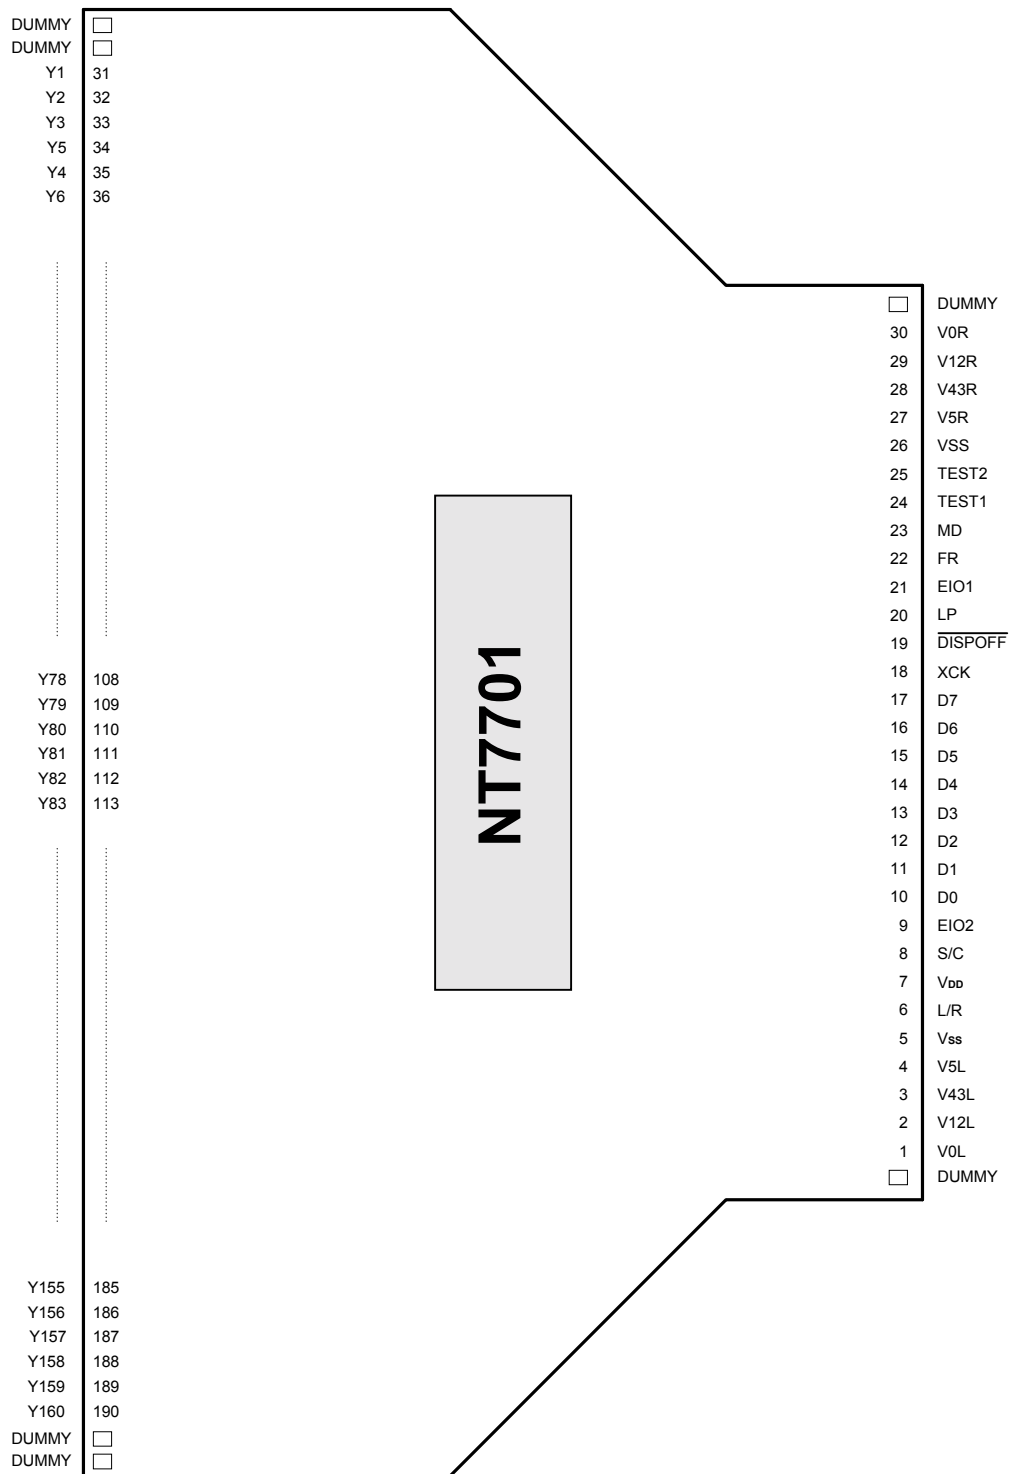 DUMMY
DUMMY
Y1 31
Y2 32
Y3 33
Y5 34
Y4 35
Y6 36
Y78 108
Y79 109
Y80 110
Y81 111
Y82 112
Y83 113
Y155 185
Y156 186
Y157 187
Y158 188
Y159 189
Y160 190
DUMMY
DUMMY
NT7701
DUMMY
30 V0R
29 V12R
28 V43R
27 V5R
26 VSS
25 TEST2
24 TEST1
23 MD
22 FR
21 EIO1
20 LP
19 DISPOFF
18 XCK
17 D7
16 D6
15 D5
14 D4
13 D3
12 D2
11 D1
10 D0
9 EIO2
8 S/C
7 VDD
6 L/R
5 Vss
4 V5L
3 V43L
2 V12L
1 V0L
DUMMY